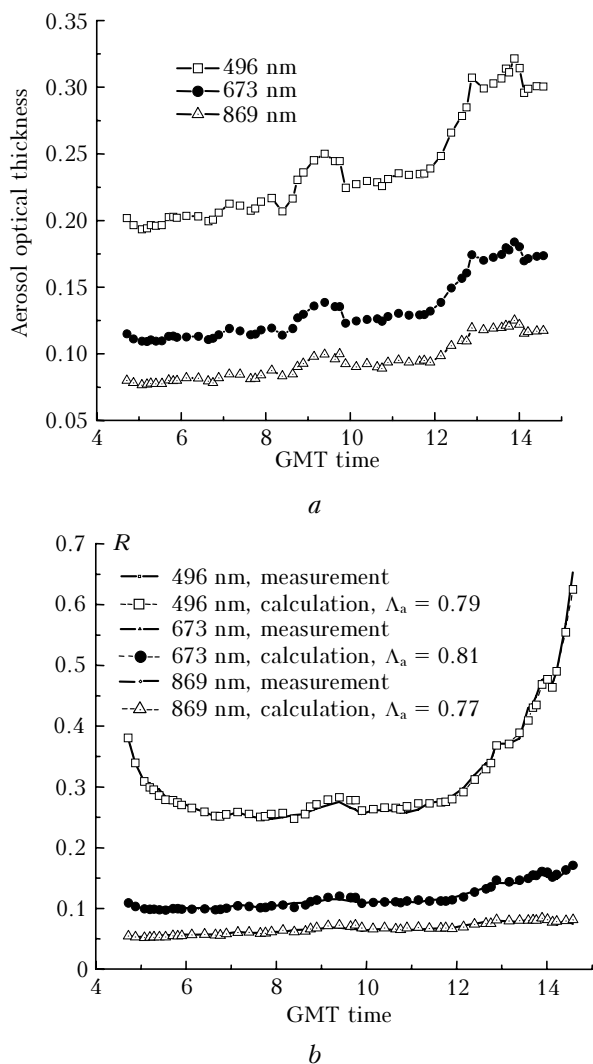 0.35
496 nm
673 nm
869 nm
0.30
0.25
0.20
0.15
0.10
0.05
Aerosol optical thickness
4 6 8 10 12 14
GMT time
a
0.7 R
496 nm, measurement
496 nm, calculation, Λa = 0.79
673 nm, measurement
673 nm, calculation, Λa = 0.81
869 nm, measurement
869 nm, calculation, Λa = 0.77
0.6
0.5
0.4
0.3
0.2
0.1
0
4 6 8 10 12 14
GMT time
b